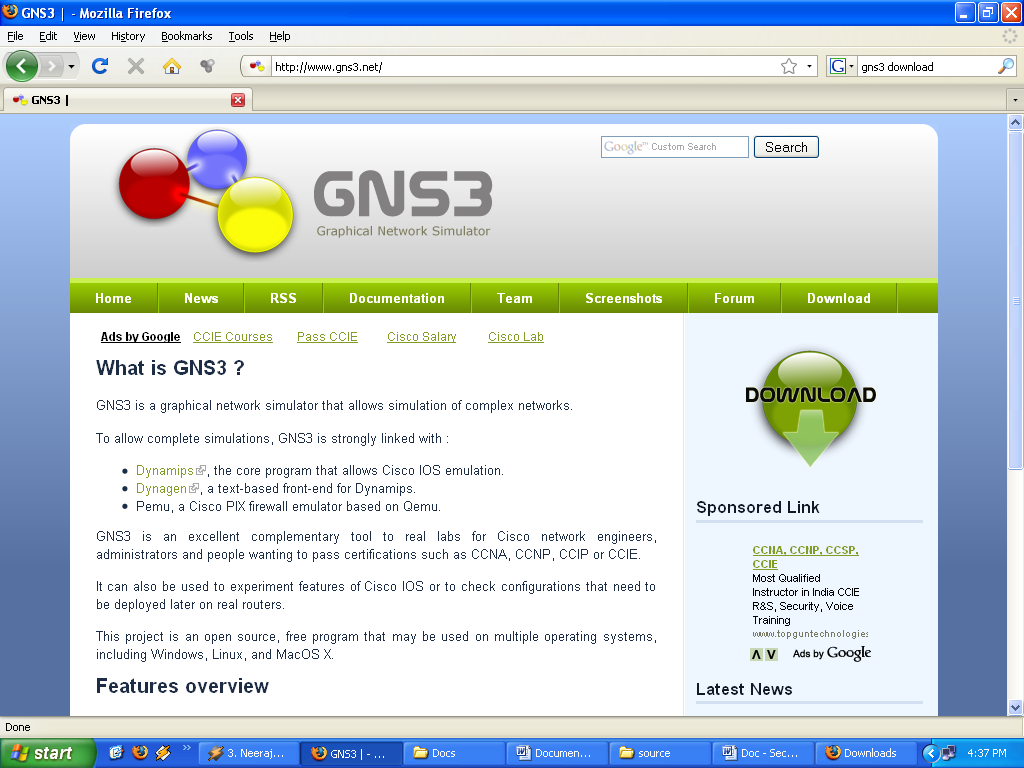 GNS3 | - Mozilla Firefox
File Edit View History Bookmarks Tools Help
http://www.gns3.net/
G gns3 download
GNS3 |
GNS3
Graphical Network Simulator
Google™ Custom Search Search
Home News RSS Documentation Team Screenshots Forum Download
Ads by Google CCIE Courses Pass CCIE Cisco Salary Cisco Lab
What is GNS3 ?
GNS3 is a graphical network simulator that allows simulation of complex networks.
To allow complete simulations, GNS3 is strongly linked with :
Dynamips, the core program that allows Cisco IOS emulation.
Dynagen, a text-based front-end for Dynamips.
Pemu, a Cisco PIX firewall emulator based on Qemu.
GNS3 is an excellent complementary tool to real labs for Cisco network engineers,
administrators and people wanting to pass certifications such as CCNA, CCNP, CCIP or CCIE.
It can also be used to experiment features of Cisco IOS or to check configurations that need to
be deployed later on real routers.
This project is an open source, free program that may be used on multiple operating systems,
including Windows, Linux, and MacOS X.
Features overview
DOWNLOAD
Sponsored Link
CCNA, CCNP, CCSP,
CCIE
Most Qualified
Instructor in India CCIE
R&S, Security, Voice
Training
www.topguntechnologies
Ads by Google
Latest News
Done
start 3. Neeraj... GNS3 | - ... Docs Documen... source Doc - Sec... Downloads 4:37 PM